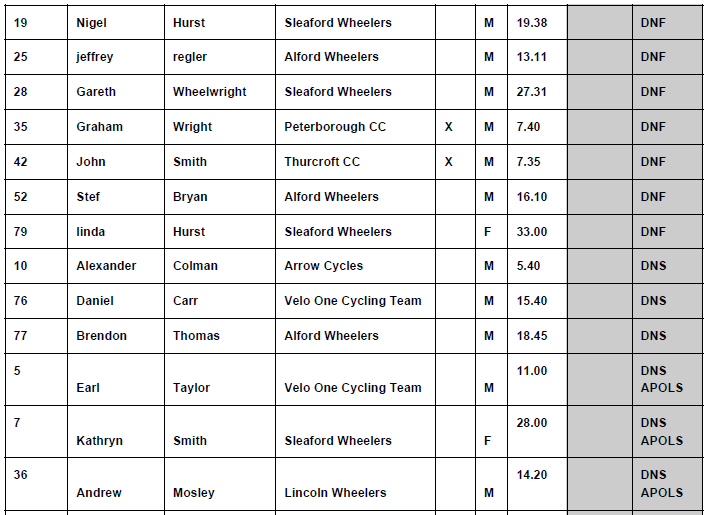 19 Nigel Hurst Sleaford Wheelers M 19.38 DNF
25 jeffrey regler Alford Wheelers M 13.11 DNF
28 Gareth Wheelwright Sleaford Wheelers M 27.31 DNF
35 Graham Wright Peterborough CC X M 7.40 DNF
42 John Smith Thurcroft CC X M 7.35 DNF
52 Stef Bryan Alford Wheelers M 16.10 DNF
79 linda Hurst Sleaford Wheelers F 33.00 DNF
10 Alexander Colman Arrow Cycles M 5.40 DNS
76 Daniel Carr Velo One Cycling Team M 15.40 DNS
77 Brendon Thomas Alford Wheelers M 18.45 DNS
5 11.00 DNS
Earl Taylor Velo One Cycling Team M APOLS
7 28.00 DNS
Kathryn Smith Sleaford Wheelers F APOLS
36 14.20 DNS
Andrew Mosley Lincoln Wheelers M APOLS